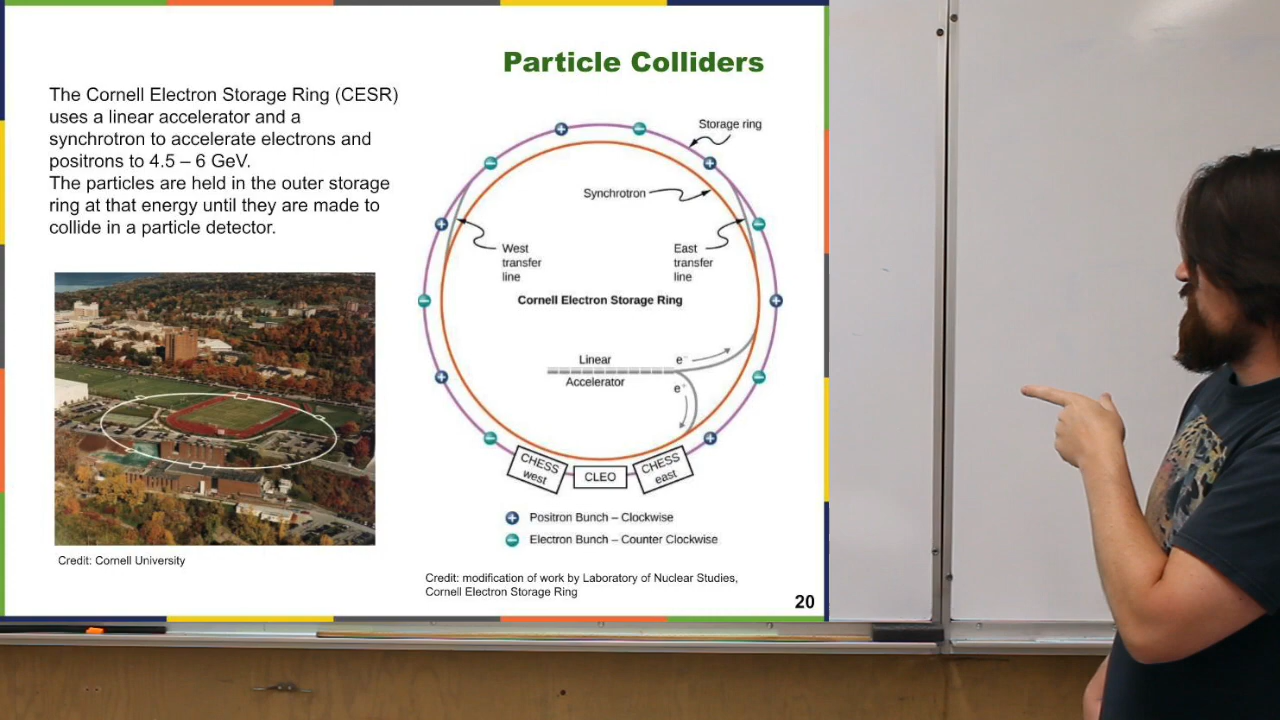 Particle Colliders
The Cornell Electron Storage Ring (CESR)
uses a linear accelerator and a
synchrotron to accelerate electrons and
positrons to 4.5 – 6 GeV.
The particles are held in the outer storage
ring at that energy until they are made to
collide in a particle detector.
Credit: Cornell University
Storage ring
Synchrotron
West
transfer
line
East
transfer
line
Cornell Electron Storage Ring
Linear
Accelerator
e⁻
e⁺
CHESS
west
CLEO
CHESS
east
Positron Bunch – Clockwise
Electron Bunch – Counter Clockwise
Credit: modification of work by Laboratory of Nuclear Studies,
Cornell Electron Storage Ring
20